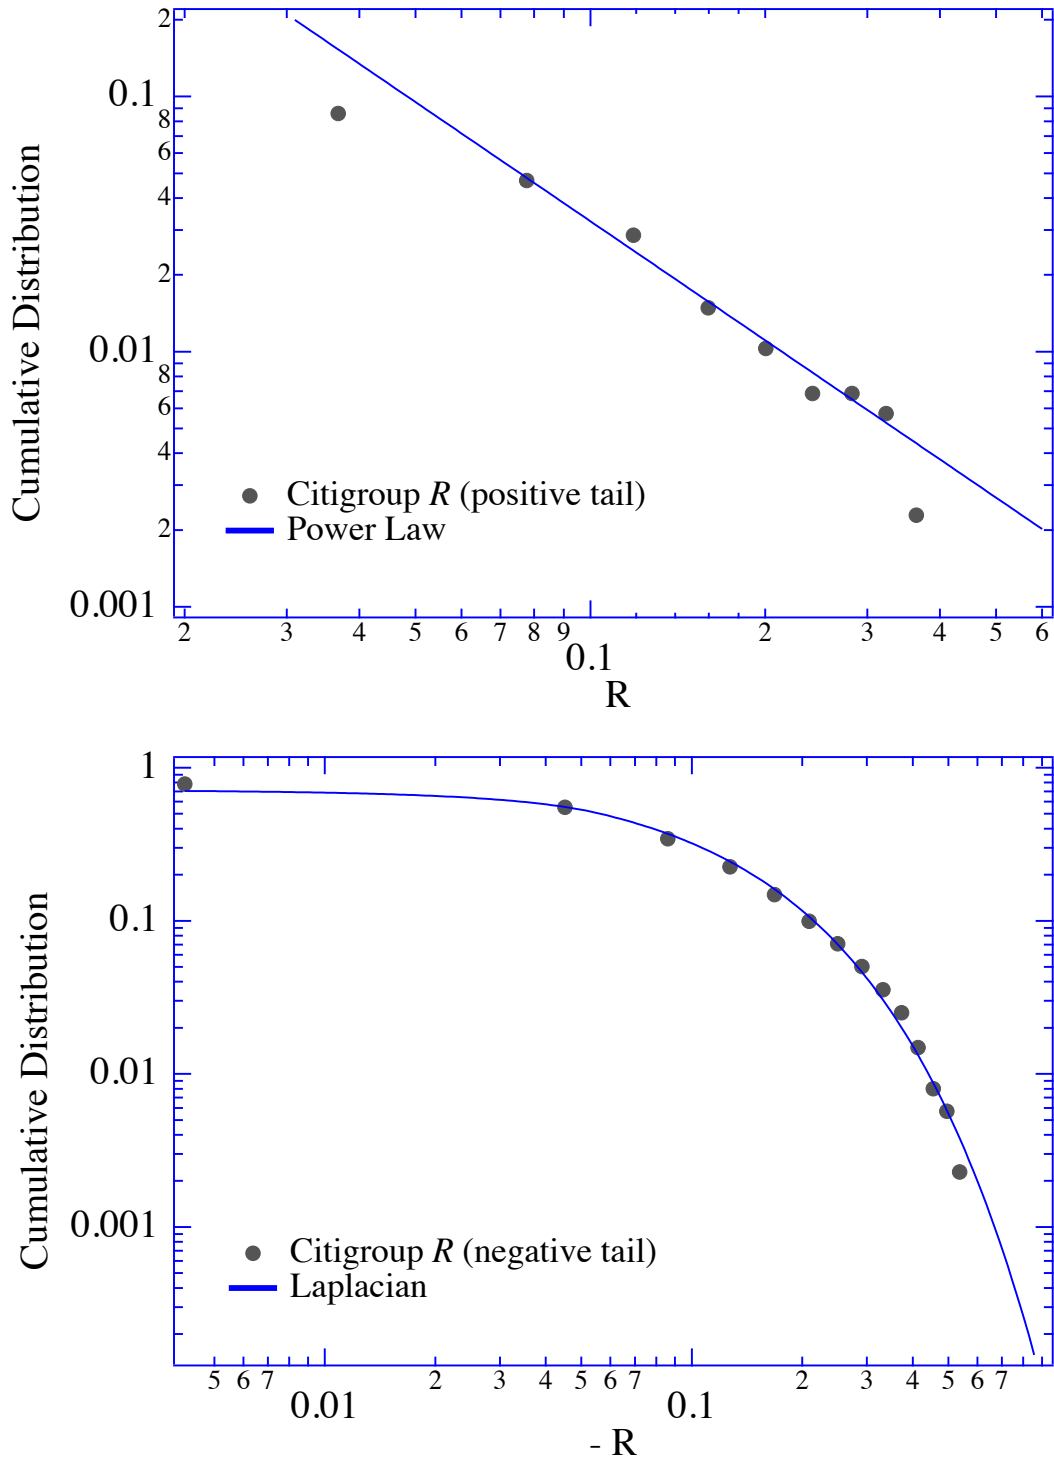 2
0.1
8
6
4
2
0.01
8
6
4
2
0.001
Cumulative Distribution
Citigroup R (positive tail)
Power Law
2 3 4 5 6 7 8 9 2 3 4 5 6
0.1
R
1
0.1
0.01
0.001
Cumulative Distribution
Citigroup R (negative tail)
Laplacian
5 6 7 2 3 4 5 6 7 2 3 4 5 6 7
0.01 0.1
- R